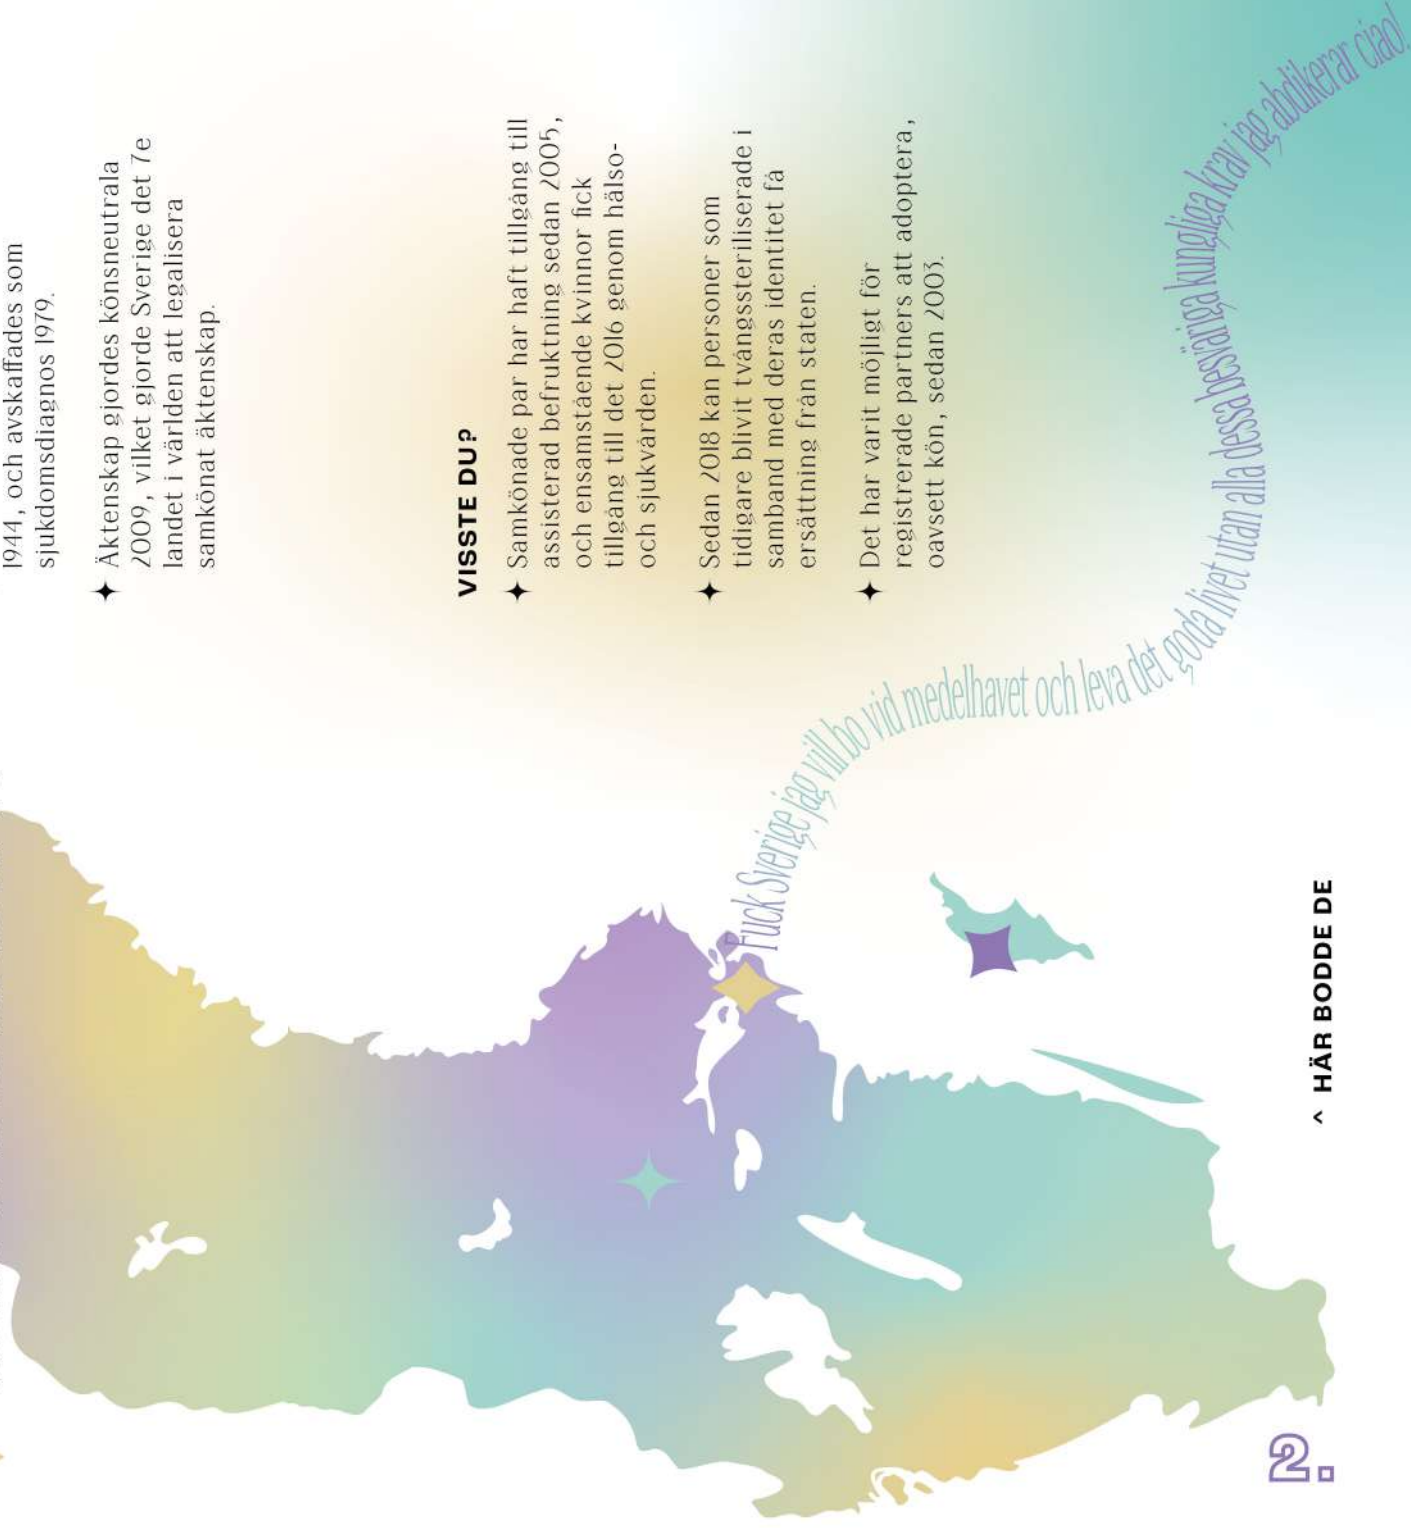 1944, och avskaffades som
sjukdomsdiagnos 1979.
Äktenskap gjordes könsneutrala
2009, vilket gjorde Sverige det 7e
landet i världen att legalisera
samkönat äktenskap.
VISSTE DU?
Samkönade par har haft tillgång till
assisterad befruktning sedan 2005,
och ensamstående kvinnor fick
tillgång till det 2016 genom hälso-
och sjukvården.
Sedan 2018 kan personer som
tidigare blivit tvångssteriliserade i
samband med deras identitet få
ersättning från staten.
Det har varit möjligt för
registrerade partners att adoptera,
oavsett kön, sedan 2003.
Fuck Sverige jag vill bo vid medelhavet och leva det goda livet utan alla dessa besväriga kungliga krav jag abdikerar ciao!
^ HÄR BODDE DE
2.